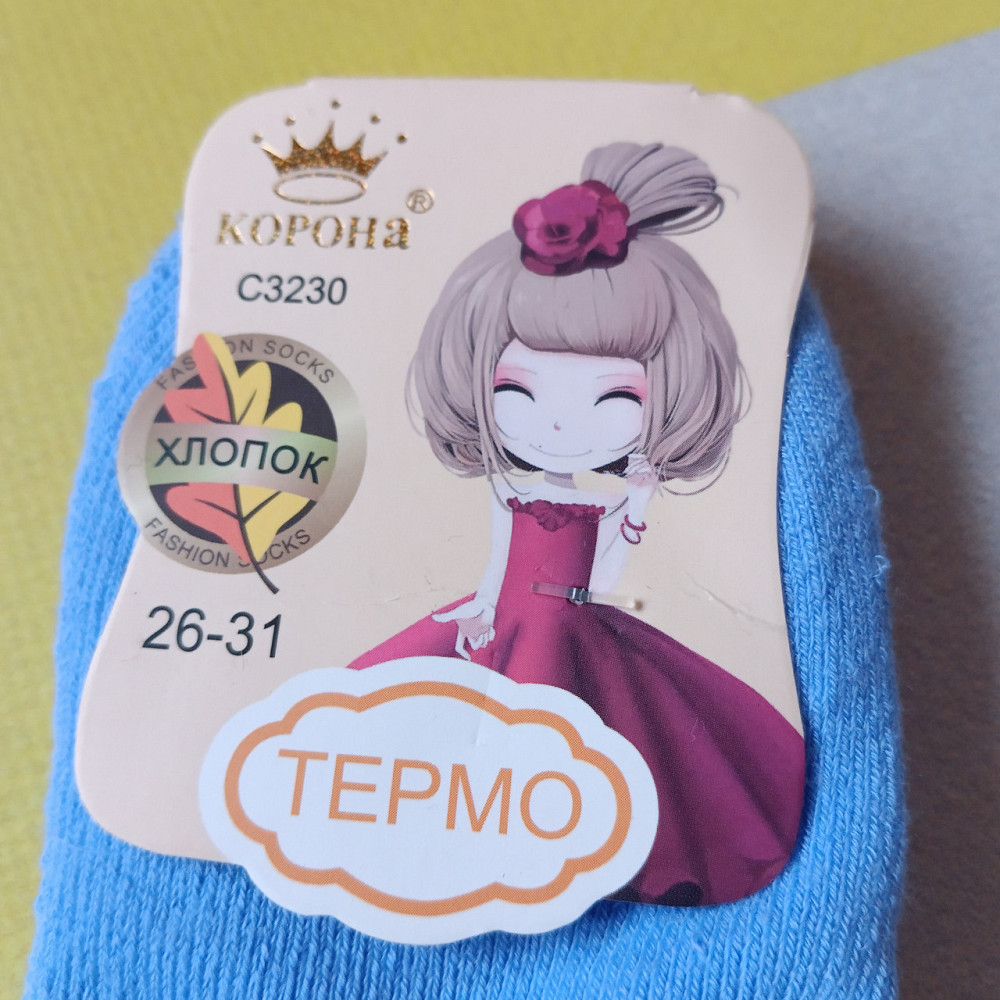 КОРОНа®
C3230
FASHION SOCKS
ХЛОПОК
FASHION SOCKS
26-31
ТЕРМО